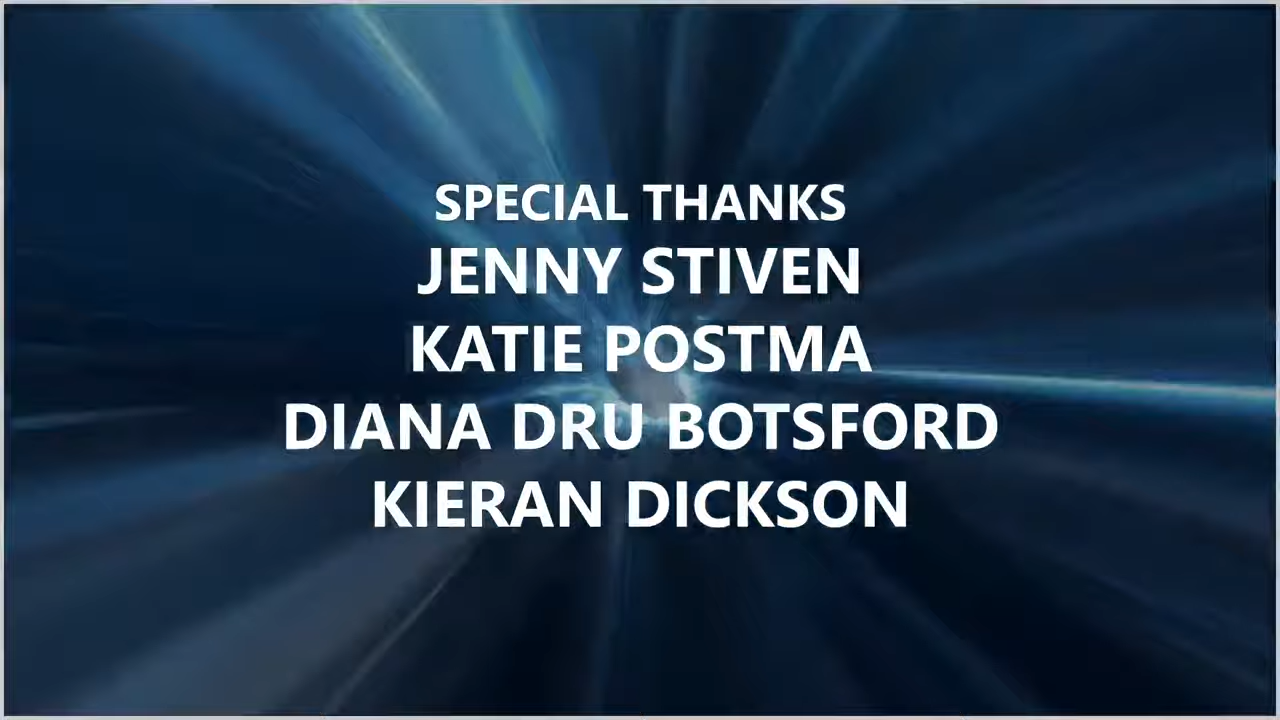 SPECIAL THANKS
JENNY STIVEN
KATIE POSTMA
DIANA DRU BOTSFORD
KIERAN DICKSON